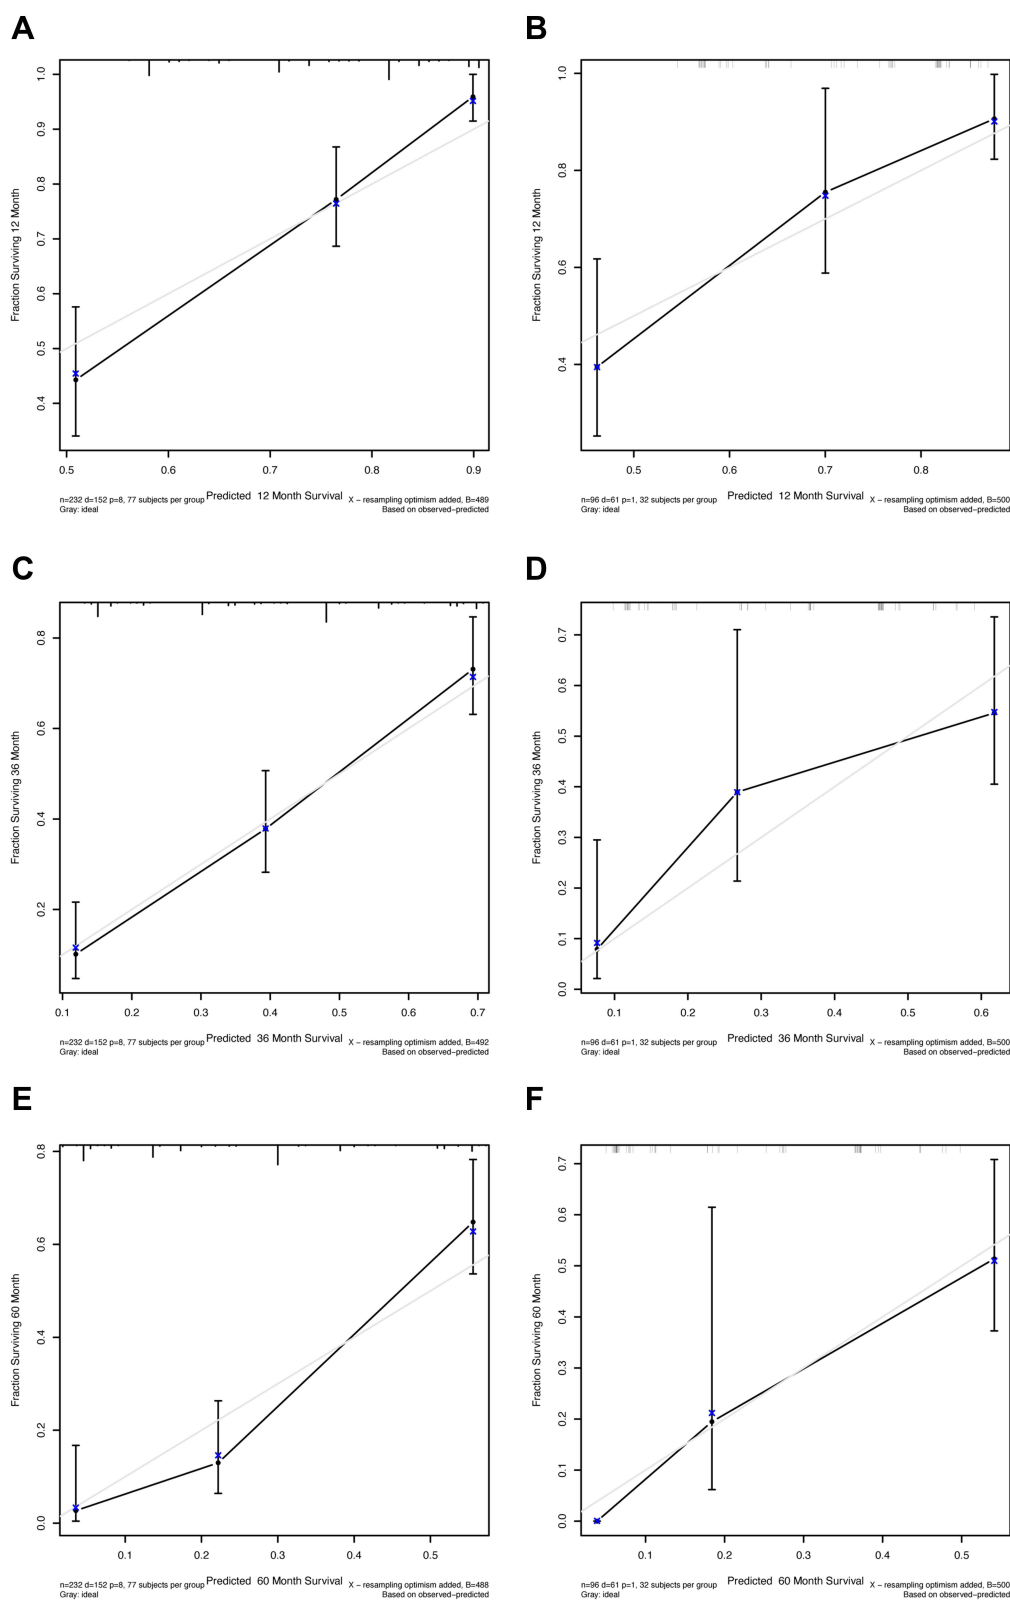 A
1.0
0.9
0.8
0.7
0.6
0.5
0.4
Fraction Surviving 12 Month
0.5 0.6 0.7 0.8 0.9
Predicted 12 Month Survival
n=232 d=152 p=8, 77 subjects per group
Gray: ideal
X − resampling optimism added, B=489
Based on observed−predicted
B
1.0
0.8
0.6
0.4
Fraction Surviving 12 Month
0.5 0.6 0.7 0.8
Predicted 12 Month Survival
n=96 d=61 p=1, 32 subjects per group
Gray: ideal
X − resampling optimism added, B=500
Based on observed−predicted
C
0.8
0.6
0.4
0.2
Fraction Surviving 36 Month
0.1 0.2 0.3 0.4 0.5 0.6 0.7
Predicted 36 Month Survival
n=232 d=152 p=8, 77 subjects per group
Gray: ideal
X − resampling optimism added, B=492
Based on observed−predicted
D
0.7
0.6
0.5
0.4
0.3
0.2
0.1
0.0
Fraction Surviving 36 Month
0.1 0.2 0.3 0.4 0.5 0.6
Predicted 36 Month Survival
n=96 d=61 p=1, 32 subjects per group
Gray: ideal
X − resampling optimism added, B=500
Based on observed−predicted
E
0.8
0.6
0.4
0.2
0.0
Fraction Surviving 60 Month
0.1 0.2 0.3 0.4 0.5
Predicted 60 Month Survival
n=232 d=152 p=8, 77 subjects per group
Gray: ideal
X − resampling optimism added, B=488
Based on observed−predicted
F
0.7
0.6
0.5
0.4
0.3
0.2
0.1
0.0
Fraction Surviving 60 Month
0.1 0.2 0.3 0.4 0.5
Predicted 60 Month Survival
n=96 d=61 p=1, 32 subjects per group
Gray: ideal
X − resampling optimism added, B=500
Based on observed−predicted